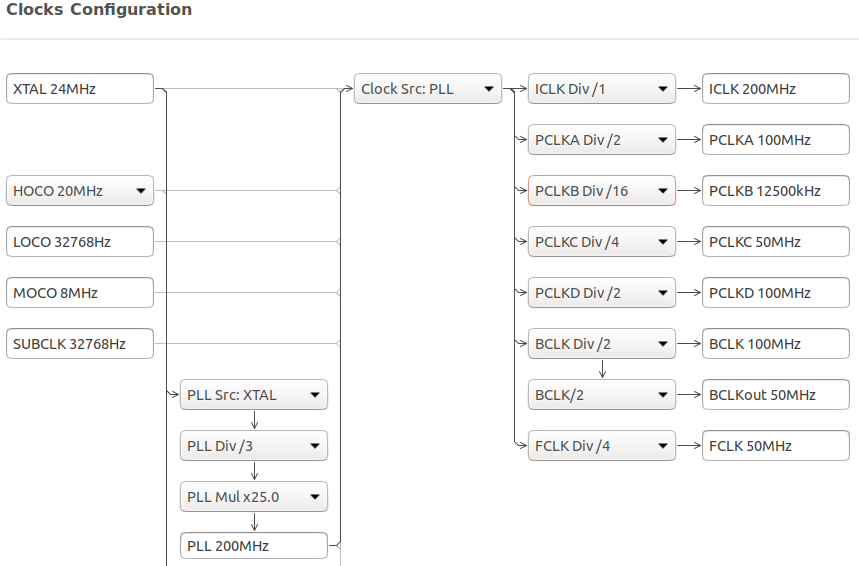 Clocks Configuration
XTAL 24MHz
Clock Src: PLL
ICLK Div /1
ICLK 200MHz
PCLKA Div /2
PCLKA 100MHz
HOCO 20MHz
PCLKB Div /16
PCLKB 12500kHz
LOCO 32768Hz
PCLKC Div /4
PCLKC 50MHz
MOCO 8MHz
PCLKD Div /2
PCLKD 100MHz
SUBCLK 32768Hz
BCLK Div /2
BCLK 100MHz
PLL Src: XTAL
BCLK/2
BCLKout 50MHz
PLL Div /3
FCLK Div /4
FCLK 50MHz
PLL Mul x25.0
PLL 200MHz